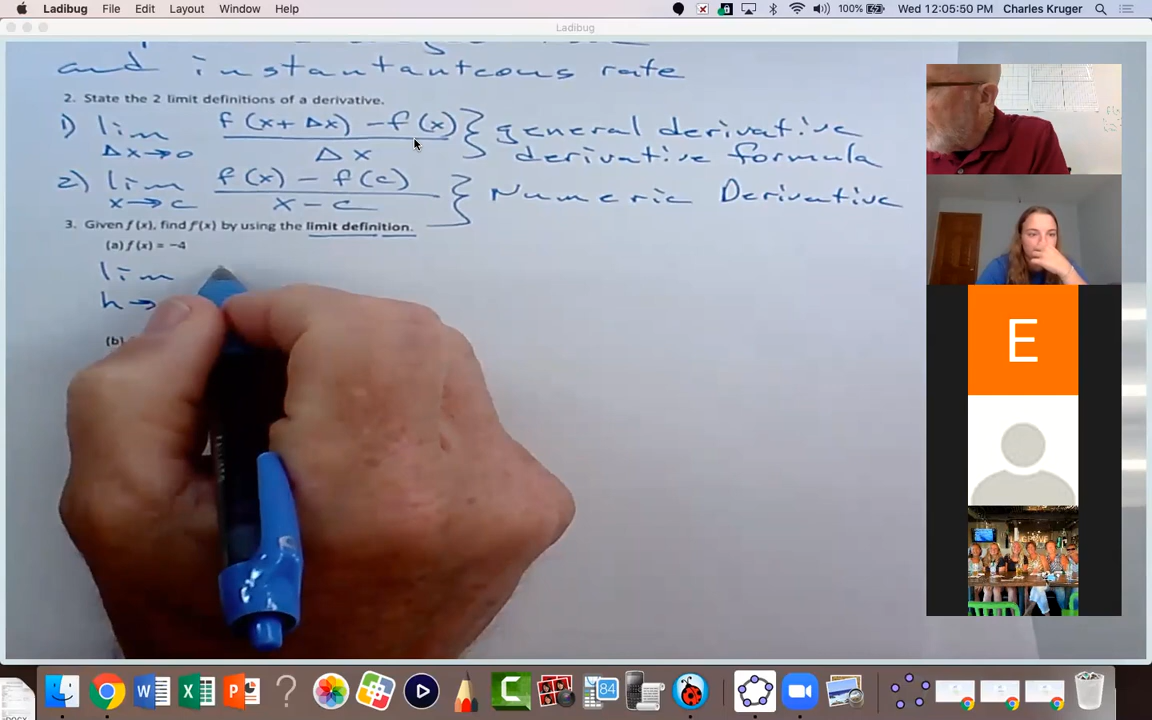 Ladibug File Edit Layout Window Help 100% Wed 12:05:50 PM Charles Kruger
Ladibug
and instantanteous rate
2. State the 2 limit definitions of a derivative.
1) lim f(x+Δx) - f(x) general derivative
Δx→0 Δx derivative formula
2) lim f(x) - f(c) Numeric Derivative
x→c x-c
3. Given f (x), find f'(x) by using the limit definition.
(a) f (x) = −4
lim
h→
(b)
E
84